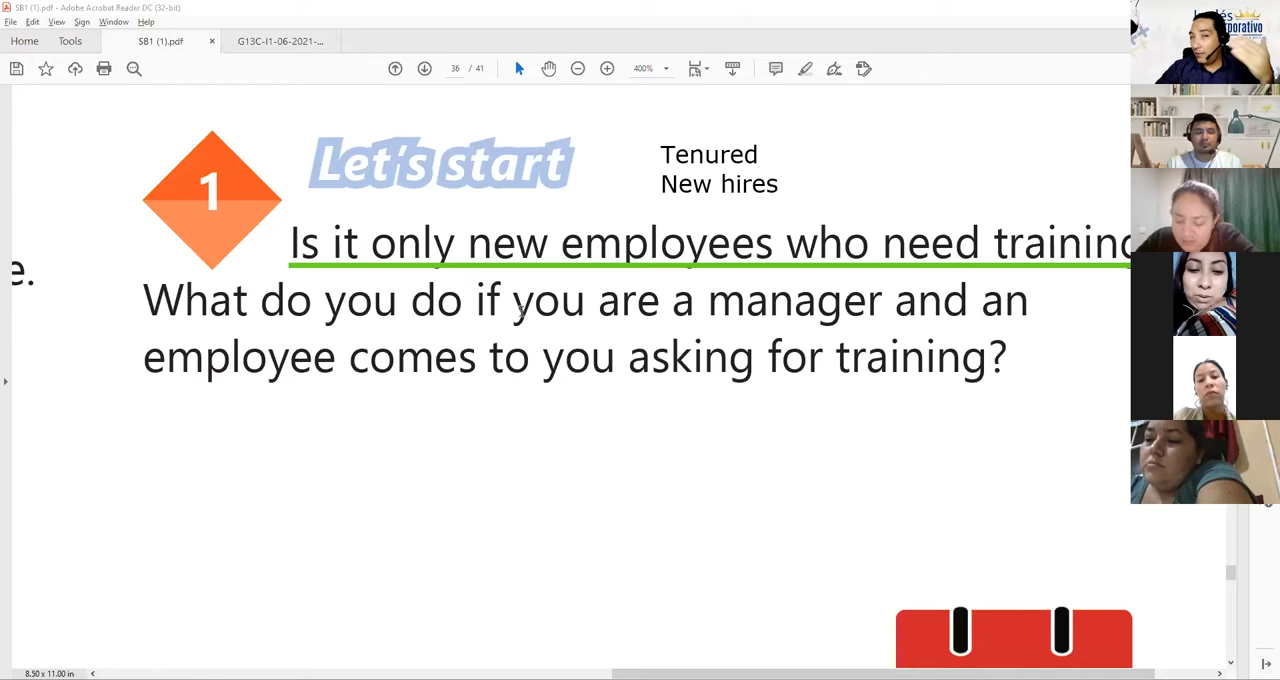 SB1 (1).pdf - Adobe Acrobat Reader DC (32-bit)
File Edit View Sign Window Help
Home Tools SB1 (1).pdf × G13C-I1-06-2021-...
36 / 41 400%
1
Let's start
Tenured
New hires
Is it only new employees who need training
e.
What do you do if you are a manager and an
employee comes to you asking for training?
8.50 x 11.00 in